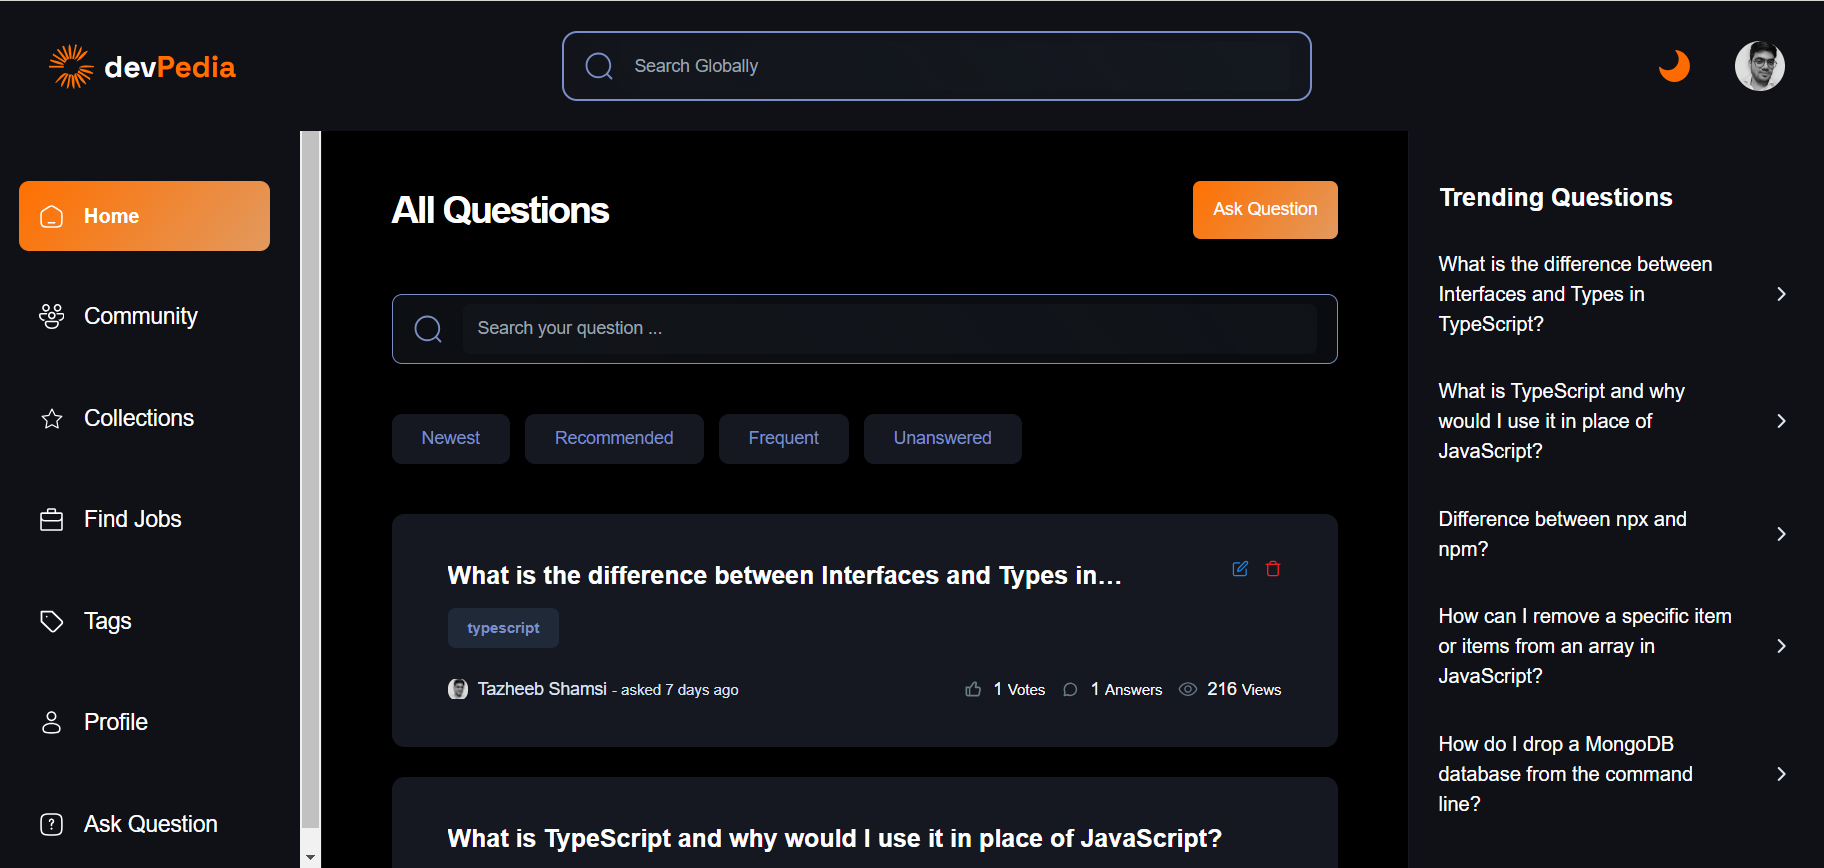 devPedia
Search Globally
Home
Community
Collections
Find Jobs
Tags
Profile
Ask Question
All Questions
Ask Question
Search your question ...
Newest
Recommended
Frequent
Unanswered
What is the difference between Interfaces and Types in…
typescript
Tazheeb Shamsi - asked 7 days ago
1 Votes
1 Answers
216 Views
What is TypeScript and why would I use it in place of JavaScript?
Trending Questions
What is the difference between
Interfaces and Types in
TypeScript?
What is TypeScript and why
would I use it in place of
JavaScript?
Difference between npx and
npm?
How can I remove a specific item
or items from an array in
JavaScript?
How do I drop a MongoDB
database from the command
line?